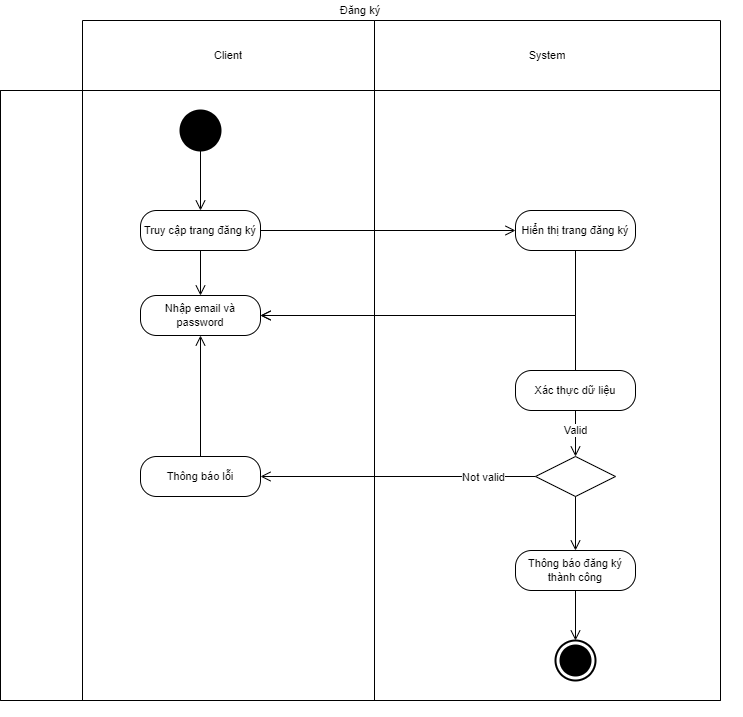 Đăng ký
Client
System
Truy cập trang đăng ký
Hiển thị trang đăng ký
Nhập email và
password
Xác thực dữ liệu
Valid
Thông báo lỗi
Not valid
Thông báo đăng ký
thành công